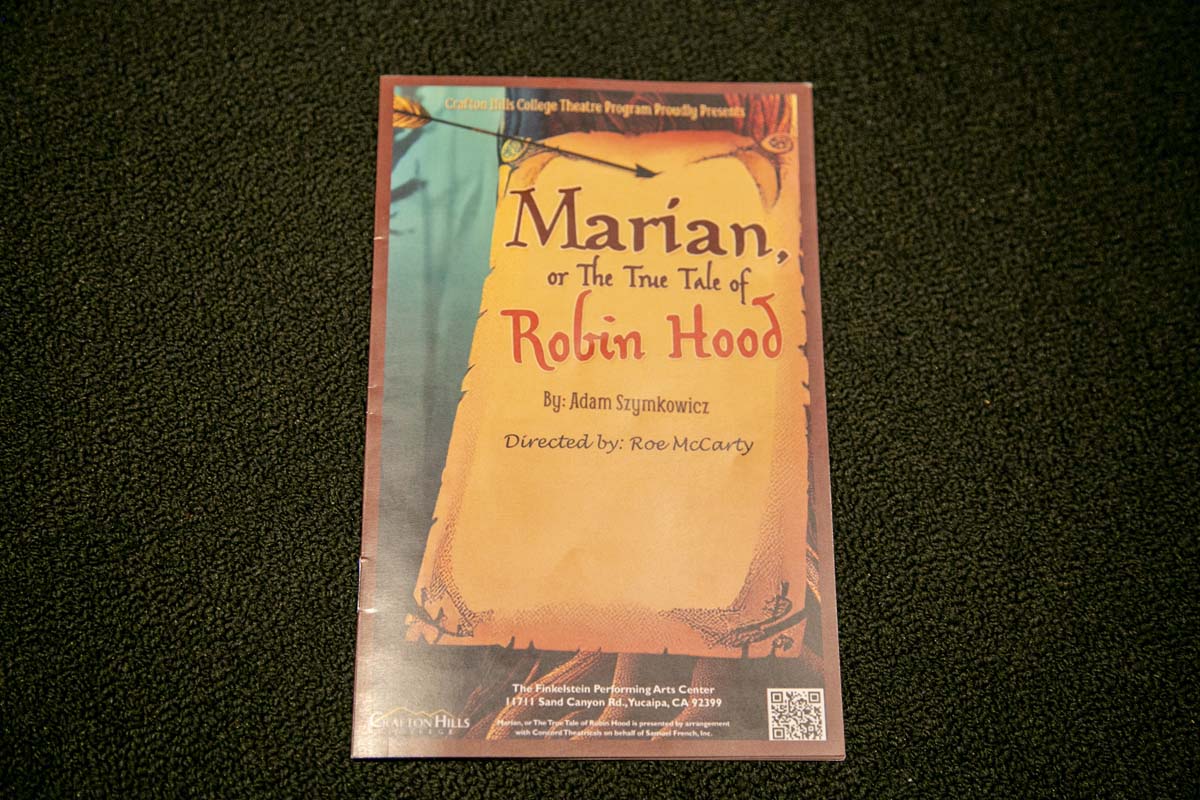 Crafton Hills College Theatre Program Proudly Presents
Marian,
or The True Tale of
Robin Hood
By: Adam Szymkowicz
Directed by: Roe McCarty
The Finkelstein Performing Arts Center
11711 Sand Canyon Rd., Yucaipa, CA 92399
Marian, or The True Tale of Robin Hood is presented by arrangement
with Concord Theatricals on behalf of Samuel French, Inc.
CRAFTON HILLS
COLLEGE